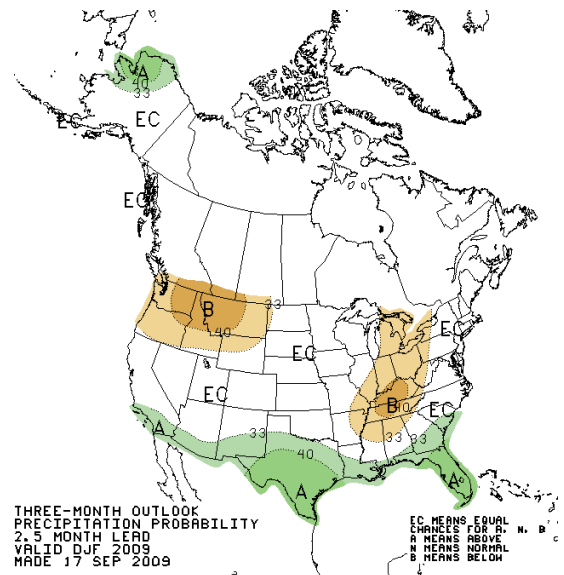 A
40
33
EC
EC
EC
33
B
40
EC
EC
EC
B
40
EC
A
33
40
33
33
A
A
THREE-MONTH OUTLOOK
PRECIPITATION PROBABILITY
2.5 MONTH LEAD
VALID DJF 2009
MADE 17 SEP 2009
EC MEANS EQUAL
CHANCES FOR A, N, B
A MEANS ABOVE
N MEANS NORMAL
B MEANS BELOW